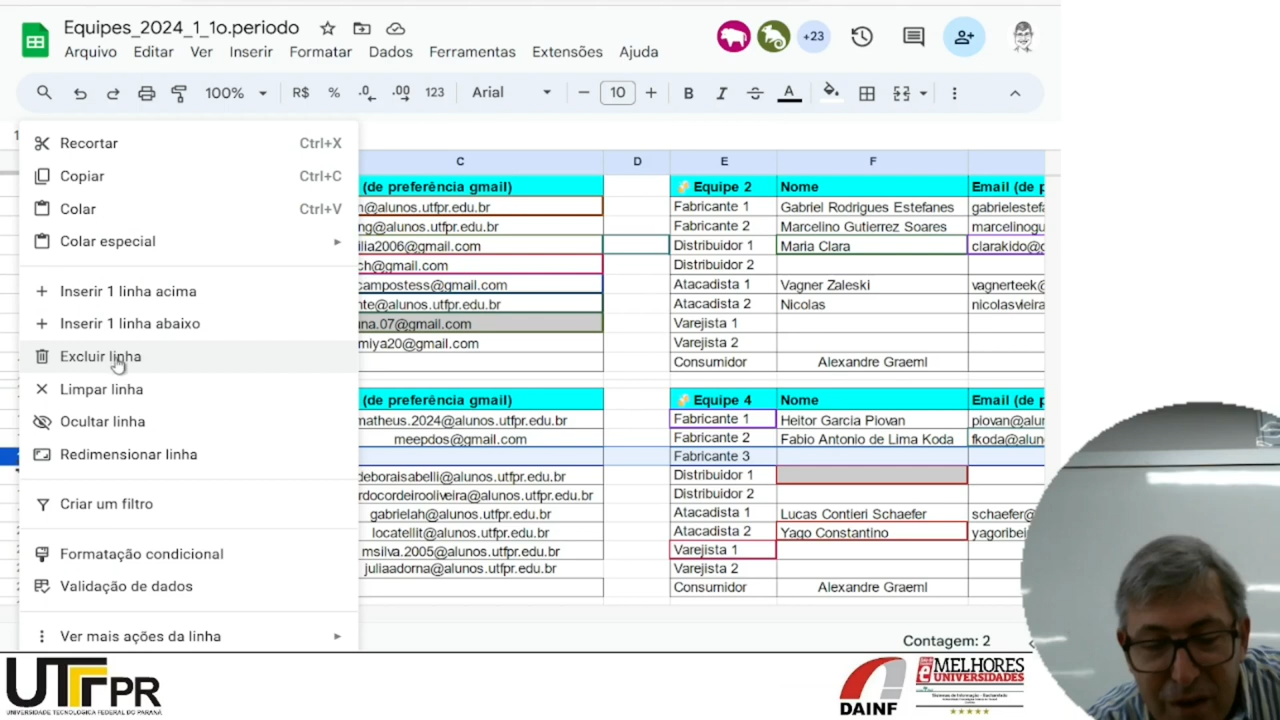 Equipes_2024_1_1o.periodo
Arquivo Editar Ver Inserir Formatar Dados Ferramentas Extensões Ajuda
+23
100% R$ % .0 .00 123 Arial 10 B I A
Recortar Ctrl+X
Copiar Ctrl+C
Colar Ctrl+V
Colar especial
Inserir 1 linha acima
Inserir 1 linha abaixo
Excluir linha
Limpar linha
Ocultar linha
Redimensionar linha
Criar um filtro
Formatação condicional
Validação de dados
Ver mais ações da linha
C D E F
(de preferência gmail) Equipe 2 Nome Email (de p
@alunos.utfpr.edu.br Fabricante 1 Gabriel Rodrigues Estefanes gabrielestefa
ng@alunos.utfpr.edu.br Fabricante 2 Marcelino Gutierrez Soares marcelinogu
ilia2006@gmail.com Distribuidor 1 Maria Clara clarakido@g
ch@gmail.com Distribuidor 2
campostess@gmail.com Atacadista 1 Vagner Zaleski vagnerteek@
nte@alunos.utfpr.edu.br Atacadista 2 Nicolas nicolasvieira
una.07@gmail.com Varejista 1
miya20@gmail.com Varejista 2
Consumidor Alexandre Graeml
(de preferência gmail) Equipe 4 Nome Email (de p
matheus.2024@alunos.utfpr.edu.br Fabricante 1 Heitor Garcia Piovan piovan@alun
meepdos@gmail.com Fabricante 2 Fabio Antonio de Lima Koda fkoda@alun
Fabricante 3
deboraisabelli@alunos.utfpr.edu.br Distribuidor 1
rdocordeirooliveira@alunos.utfpr.edu.br Distribuidor 2
gabrielah@alunos.utfpr.edu.br Atacadista 1 Lucas Contieri Schaefer schaefer@
locatellit@alunos.utfpr.edu.br Atacadista 2 Yago Constantino yagoribei
msilva.2005@alunos.utfpr.edu.br Varejista 1
juliaadorna@alunos.utfpr.edu.br Varejista 2
Consumidor Alexandre Graeml
Contagem: 2
UTFPR
UNIVERSIDADE TECNOLÓGICA FEDERAL DO PARANÁ
DAINF
MELHORES
UNIVERSIDADES
Sistemas de Informação - Bacharelado